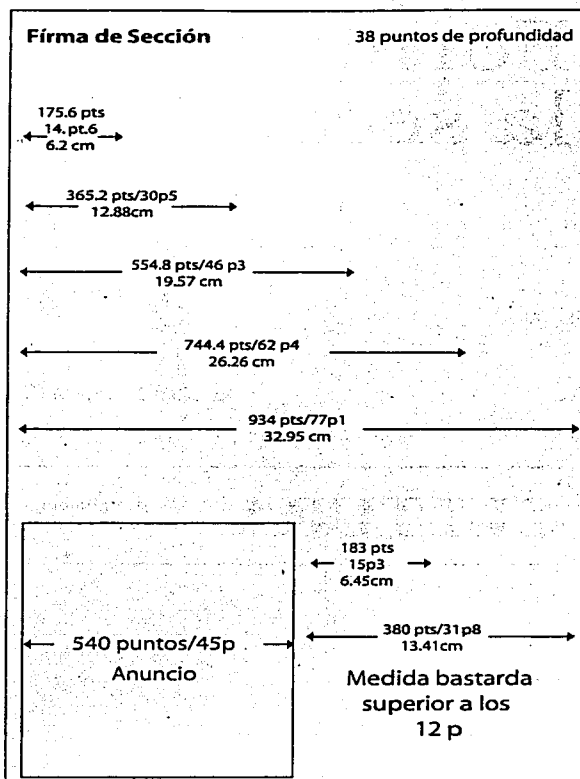 Fírma de Sección
38 puntos de profundidad
175.6 pts
14. pt.6
6.2 cm
365.2 pts/30p5
12.88cm
554.8 pts/46 p3
19.57 cm
744.4 pts/62 p4
26.26 cm
934 pts/77p1
32.95 cm
183 pts
15p3
6.45cm
540 puntos/45p
Anuncio
380 pts/31p8
13.41cm
Medida bastarda
superior a los
12 p